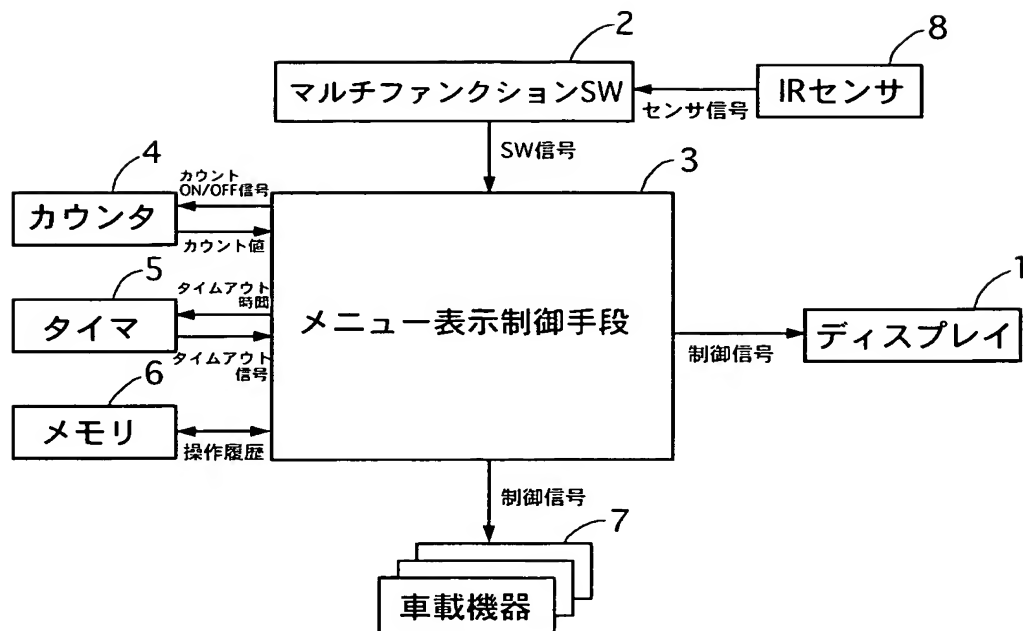 2
8
マルチファンクションSW
IRセンサ
センサ信号
SW信号
4
3
カウント
ON/OFF信号
カウンタ
カウント値
5
1
タイムアウト
時間
タイマ
メニュー表示制御手段
ディスプレイ
制御信号
タイムアウト
信号
6
メモリ
操作履歴
制御信号
7
車載機器